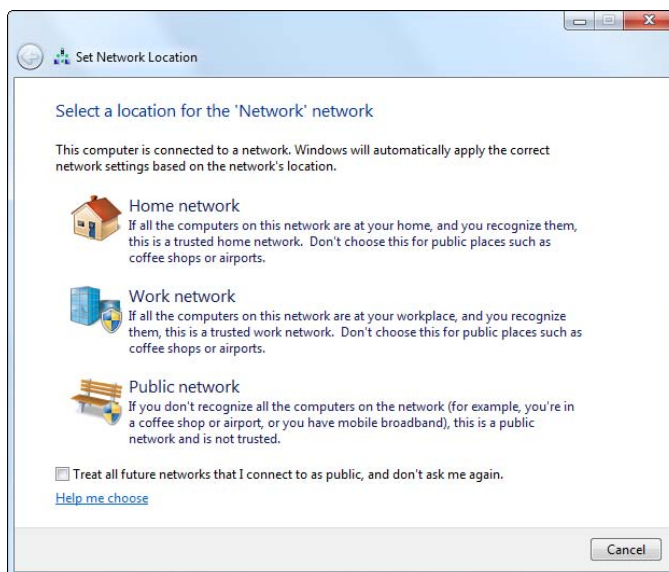 Set Network Location
Select a location for the 'Network' network
This computer is connected to a network. Windows will automatically apply the correct
network settings based on the network's location.
Home network
If all the computers on this network are at your home, and you recognize them,
this is a trusted home network.  Don't choose this for public places such as
coffee shops or airports.
Work network
If all the computers on this network are at your workplace, and you recognize
them, this is a trusted work network.  Don't choose this for public places such as
coffee shops or airports.
Public network
If you don't recognize all the computers on the network (for example, you're in
a coffee shop or airport, or you have mobile broadband), this is a public
network and is not trusted.
Treat all future networks that I connect to as public, and don't ask me again.
Help me choose
Cancel